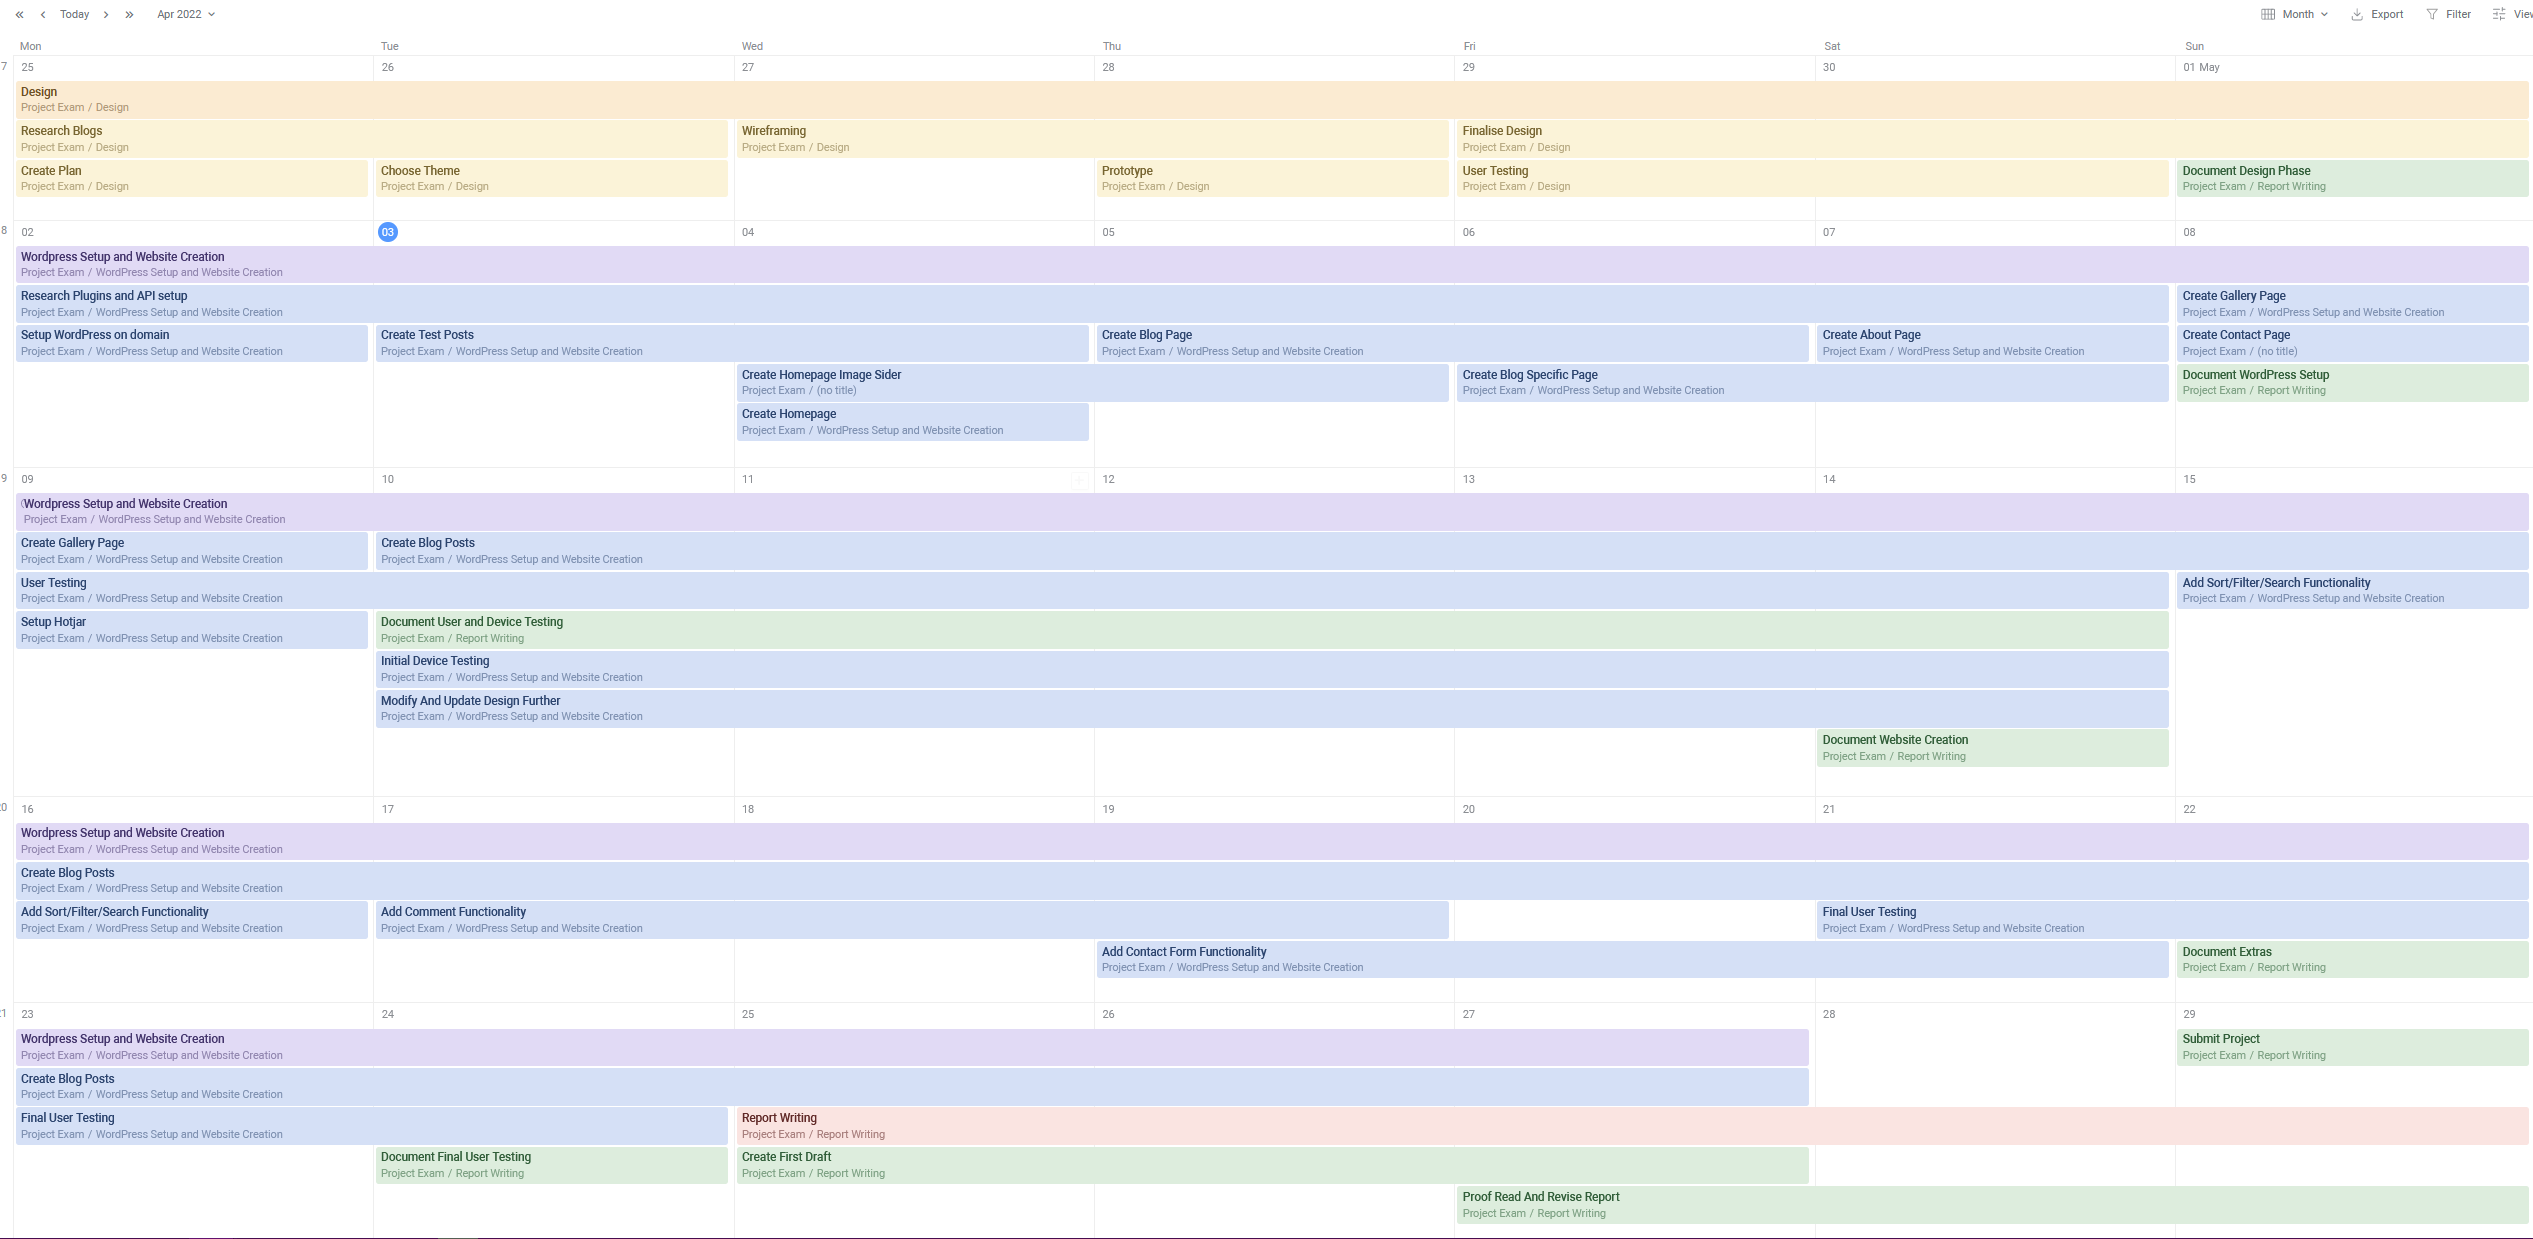 Today
Apr 2022
Month
Export
Filter
Mon
Tue
Wed
Thu
Fri
Sat
Sun
7
25
26
27
28
29
30
01 May
Design
Project Exam / Design
Research Blogs
Project Exam / Design
Wireframing
Project Exam / Design
Finalise Design
Project Exam / Design
Create Plan
Project Exam / Design
Choose Theme
Project Exam / Design
Prototype
Project Exam / Design
User Testing
Project Exam / Design
Document Design Phase
Project Exam / Report Writing
8
02
03
04
05
06
07
08
Wordpress Setup and Website Creation
Project Exam / WordPress Setup and Website Creation
Research Plugins and API setup
Project Exam / WordPress Setup and Website Creation
Create Gallery Page
Project Exam / WordPress Setup and Website Creation
Setup WordPress on domain
Project Exam / WordPress Setup and Website Creation
Create Test Posts
Project Exam / WordPress Setup and Website Creation
Create Blog Page
Project Exam / WordPress Setup and Website Creation
Create About Page
Project Exam / WordPress Setup and Website Creation
Create Contact Page
Project Exam / (no title)
Create Homepage Image Sider
Project Exam / (no title)
Create Blog Specific Page
Project Exam / WordPress Setup and Website Creation
Document WordPress Setup
Project Exam / Report Writing
Create Homepage
Project Exam / WordPress Setup and Website Creation
9
09
10
11
12
13
14
15
Wordpress Setup and Website Creation
Project Exam / WordPress Setup and Website Creation
Create Gallery Page
Project Exam / WordPress Setup and Website Creation
Create Blog Posts
Project Exam / WordPress Setup and Website Creation
User Testing
Project Exam / WordPress Setup and Website Creation
Add Sort/Filter/Search Functionality
Project Exam / WordPress Setup and Website Creation
Setup Hotjar
Project Exam / WordPress Setup and Website Creation
Document User and Device Testing
Project Exam / Report Writing
Initial Device Testing
Project Exam / WordPress Setup and Website Creation
Modify And Update Design Further
Project Exam / WordPress Setup and Website Creation
Document Website Creation
Project Exam / Report Writing
16
17
18
19
20
21
22
Wordpress Setup and Website Creation
Project Exam / WordPress Setup and Website Creation
Create Blog Posts
Project Exam / WordPress Setup and Website Creation
Add Sort/Filter/Search Functionality
Project Exam / WordPress Setup and Website Creation
Add Comment Functionality
Project Exam / WordPress Setup and Website Creation
Final User Testing
Project Exam / WordPress Setup and Website Creation
Add Contact Form Functionality
Project Exam / WordPress Setup and Website Creation
Document Extras
Project Exam / Report Writing
23
24
25
26
27
28
29
Wordpress Setup and Website Creation
Project Exam / WordPress Setup and Website Creation
Submit Project
Project Exam / Report Writing
Create Blog Posts
Project Exam / WordPress Setup and Website Creation
Final User Testing
Project Exam / WordPress Setup and Website Creation
Report Writing
Project Exam / Report Writing
Document Final User Testing
Project Exam / Report Writing
Create First Draft
Project Exam / Report Writing
Proof Read And Revise Report
Project Exam / Report Writing